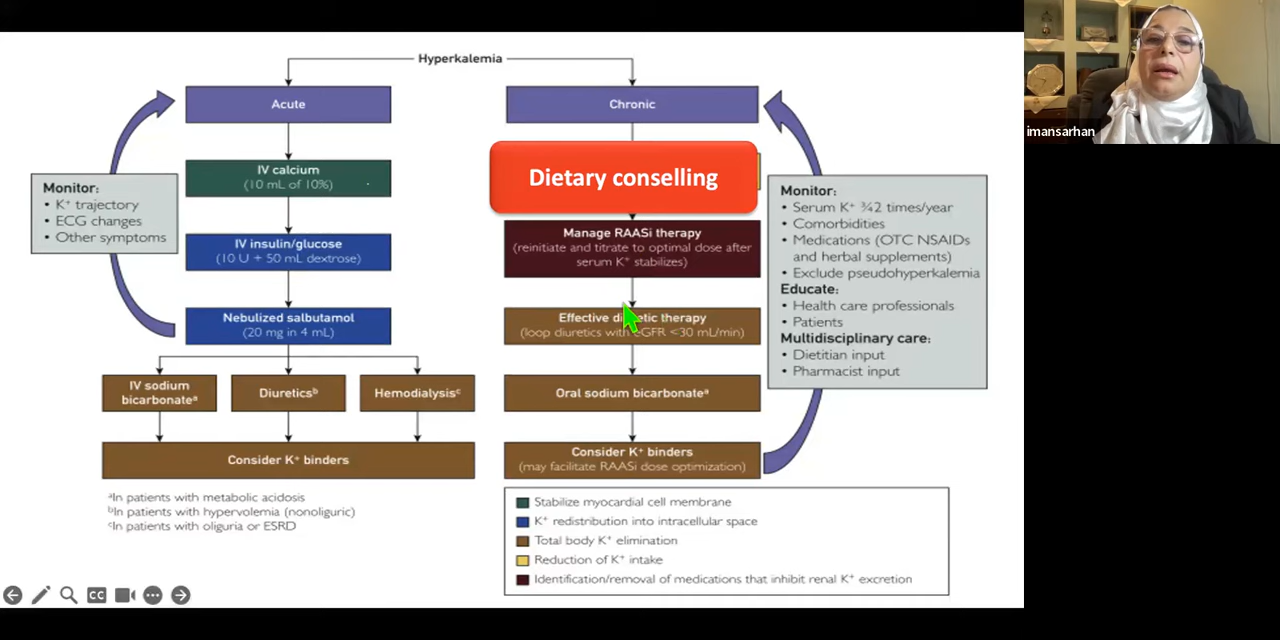 Hyperkalemia
Acute
IV calcium
(10 mL of 10%)
IV insulin/glucose
(10 U + 50 mL dextrose)
Nebulized salbutamol
(20 mg in 4 mL)
IV sodium
bicarbonateᵃ
Diureticsᵇ
Hemodialysisᶜ
Consider K⁺ binders
Monitor:
• K⁺ trajectory
• ECG changes
• Other symptoms
ᵃIn patients with metabolic acidosis
ᵇIn patients with hypervolemia (nonoliguric)
ᶜIn patients with oliguria or ESRD
Chronic
Dietary conselling
Manage RAASi therapy
(reinitiate and titrate to optimal dose after
serum K⁺ stabilizes)
Effective therapy
(loop diuretics with eGFR <30 mL/min)
Oral sodium bicarbonateᵃ
Consider K⁺ binders
(may facilitate RAASi dose optimization)
Monitor:
• Serum K⁺ ¾2 times/year
• Comorbidities
• Medications (OTC NSAIDs
and herbal supplements)
• Exclude pseudohyperkalemia
Educate:
• Health care professionals
• Patients
Multidisciplinary care:
• Dietitian input
• Pharmacist input
Stabilize myocardial cell membrane
K⁺ redistribution into intracellular space
Total body K⁺ elimination
Reduction of K⁺ intake
Identification/removal of medications that inhibit renal K⁺ excretion
CC
imansarhan